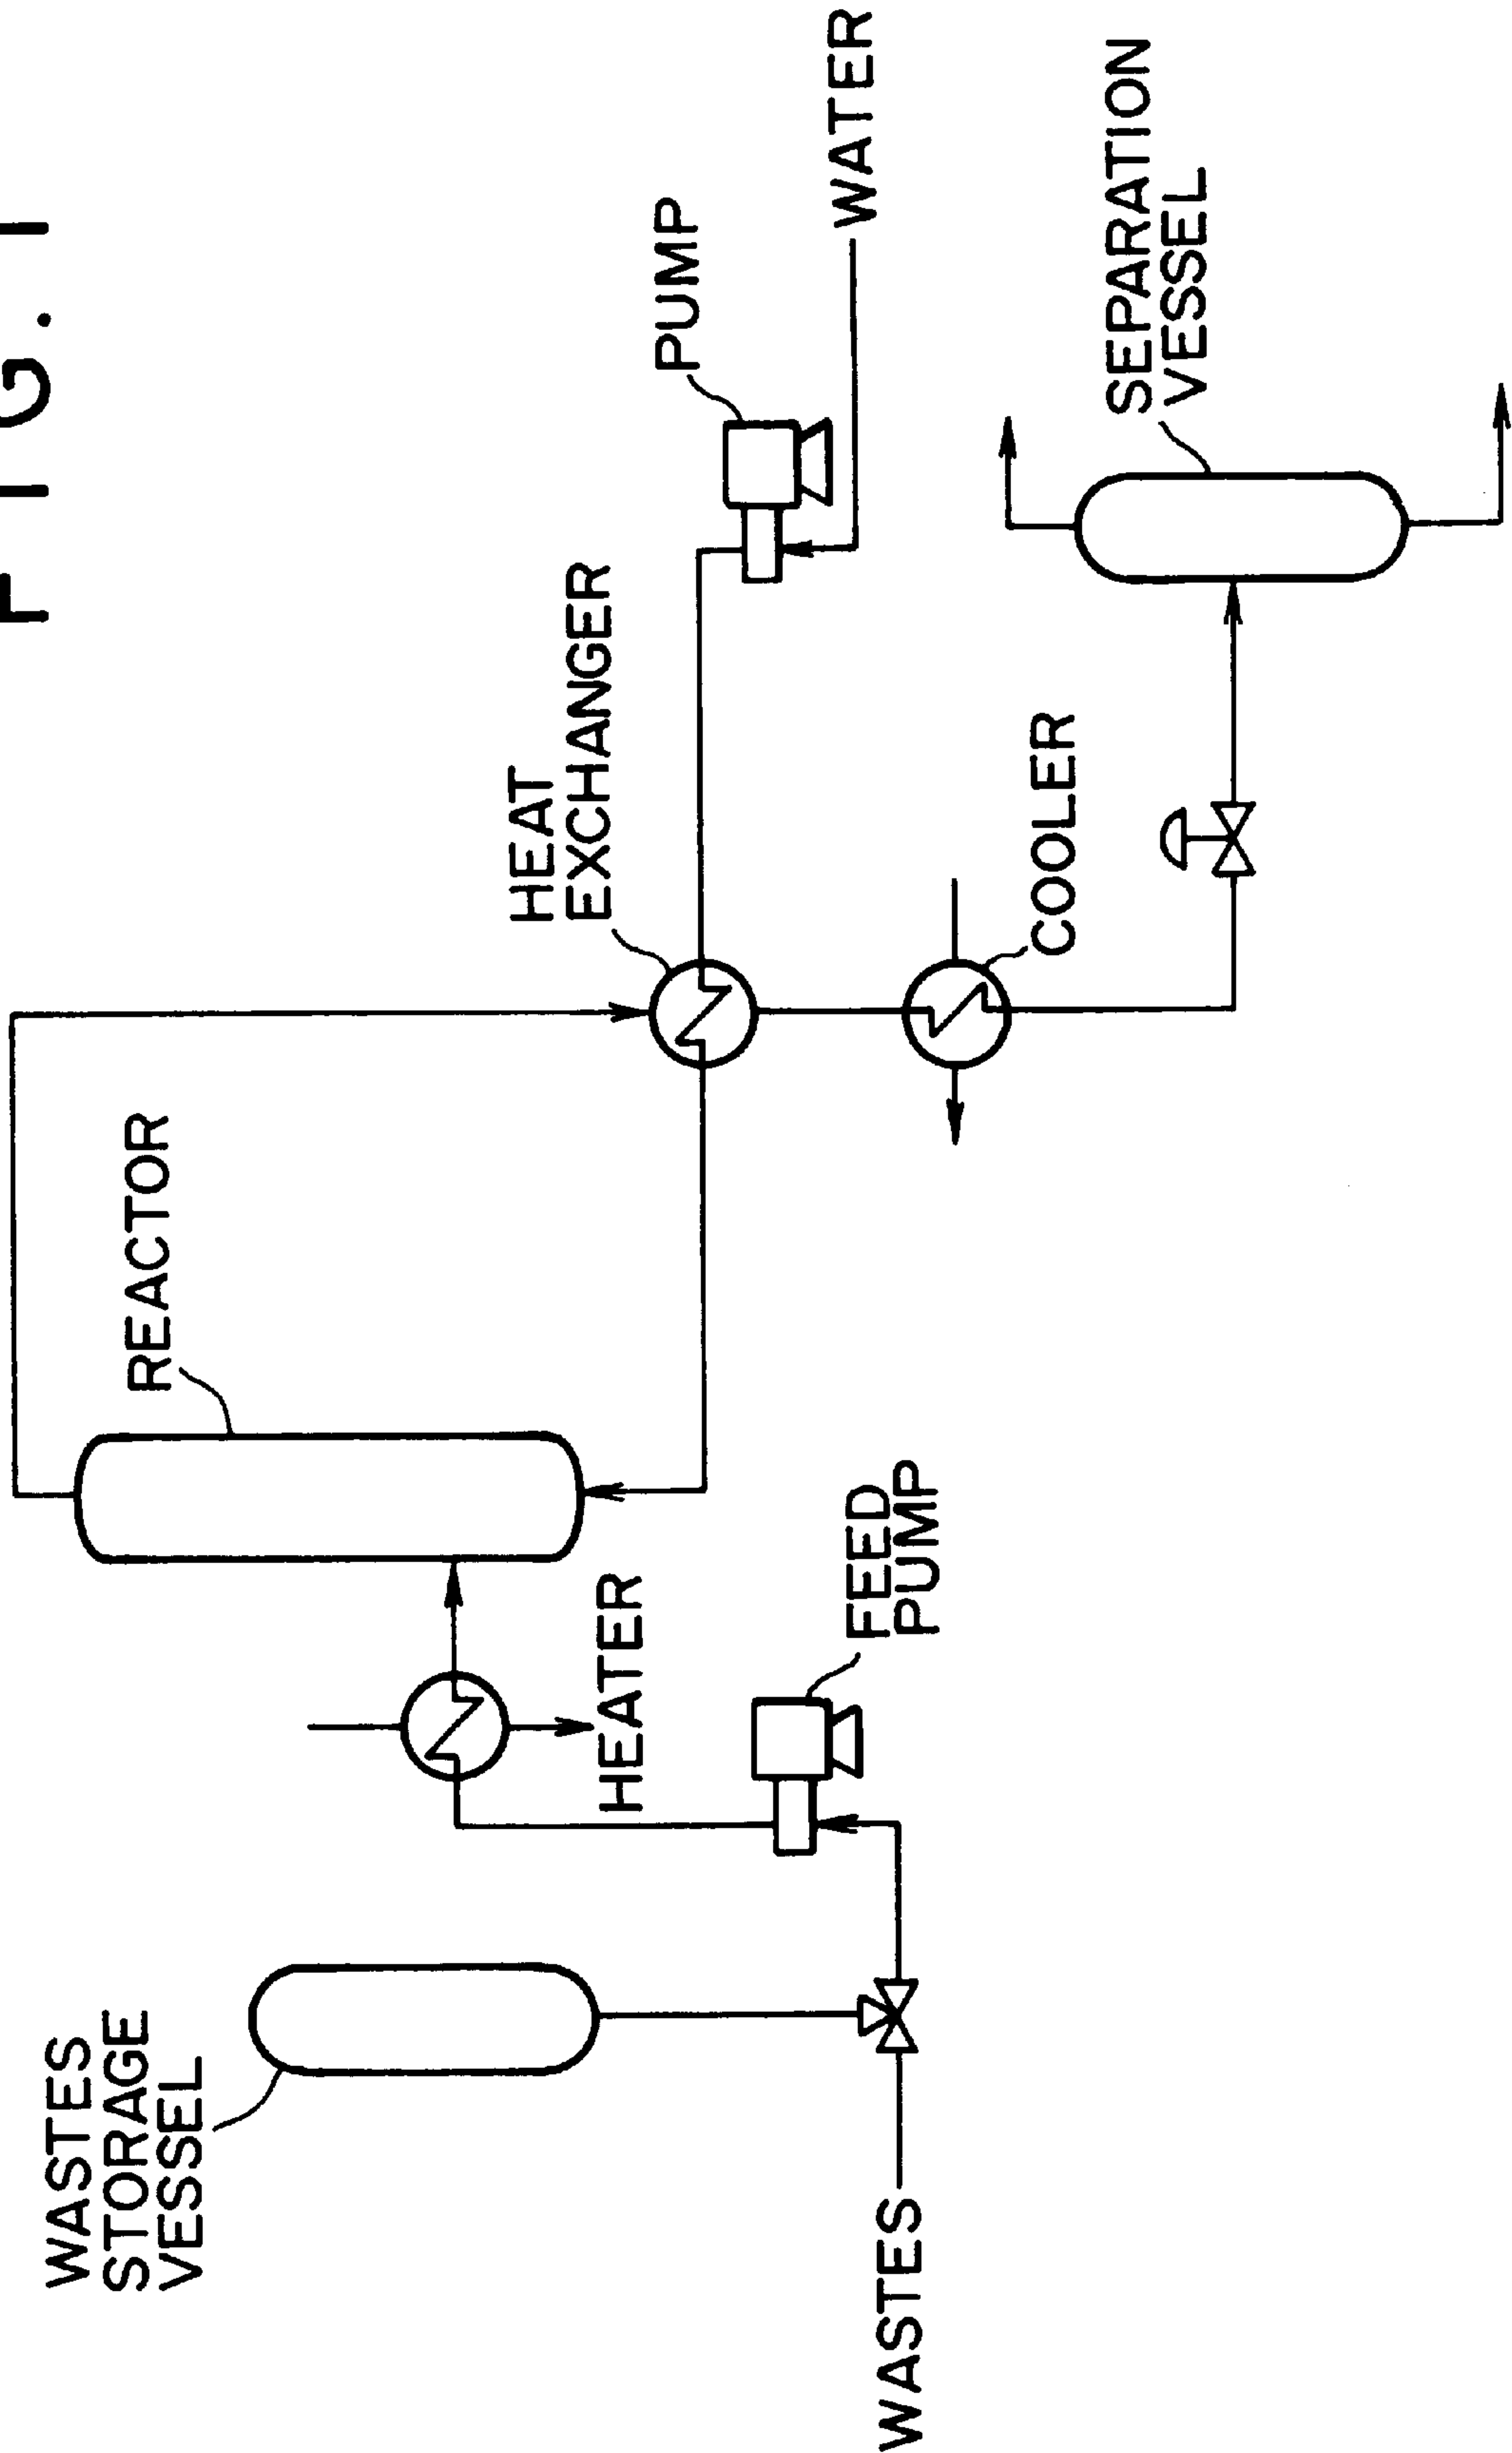 FIG. 1
WASTES
STORAGE
VESSEL
REACTOR
HEATER
HEAT
EXCHANGER
PUMP
WASTES
FEED
PUMP
WATER
COOLER
SEPARATION
VESSEL